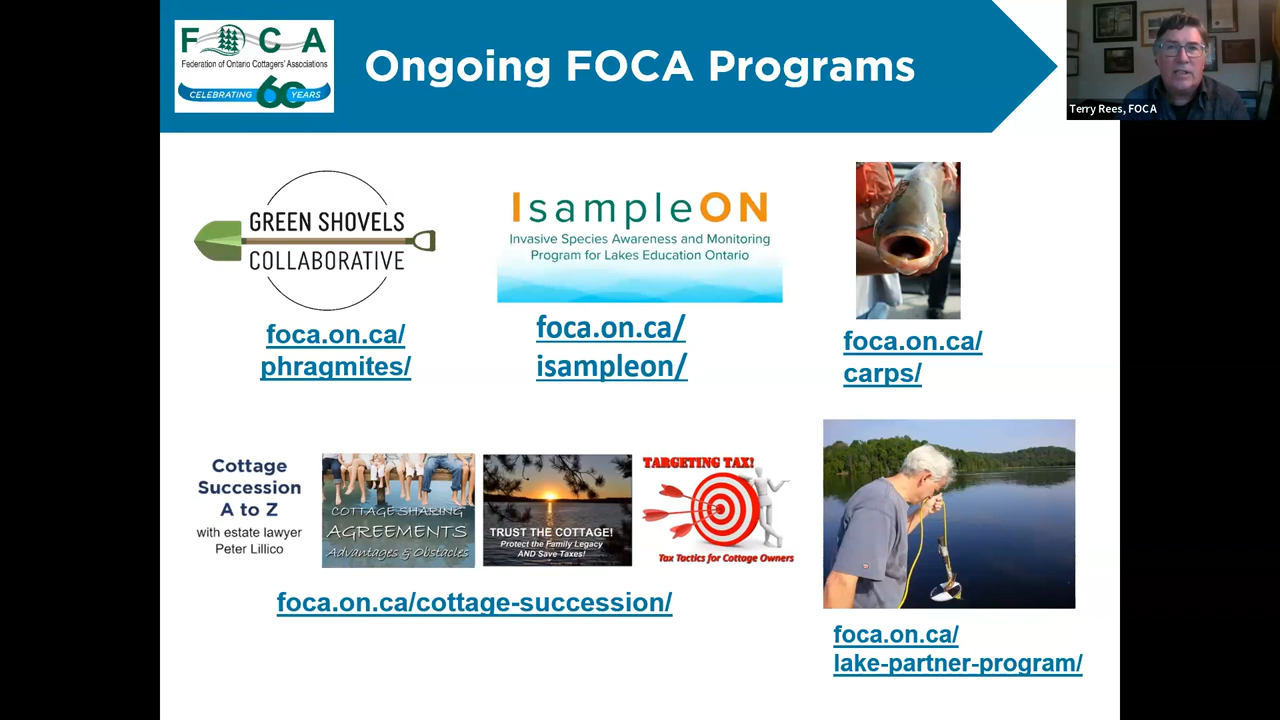 FOCA
Federation of Ontario Cottagers' Associations
CELEBRATING 60 YEARS
Ongoing FOCA Programs
Terry Rees, FOCA
GREEN SHOVELS
COLLABORATIVE
foca.on.ca/
phragmites/
IsampleON
Invasive Species Awareness and Monitoring
Program for Lakes Education Ontario
foca.on.ca/
isampleon/
foca.on.ca/
carps/
Cottage
Succession
A to Z
with estate lawyer
Peter Lillico
COTTAGE SHARING
AGREEMENTS
Advantages & Obstacles
TRUST THE COTTAGE!
Protect the Family Legacy
AND Save Taxes!
TARGETING TAX!
Tax Tactics for Cottage Owners
foca.on.ca/cottage-succession/
foca.on.ca/
lake-partner-program/